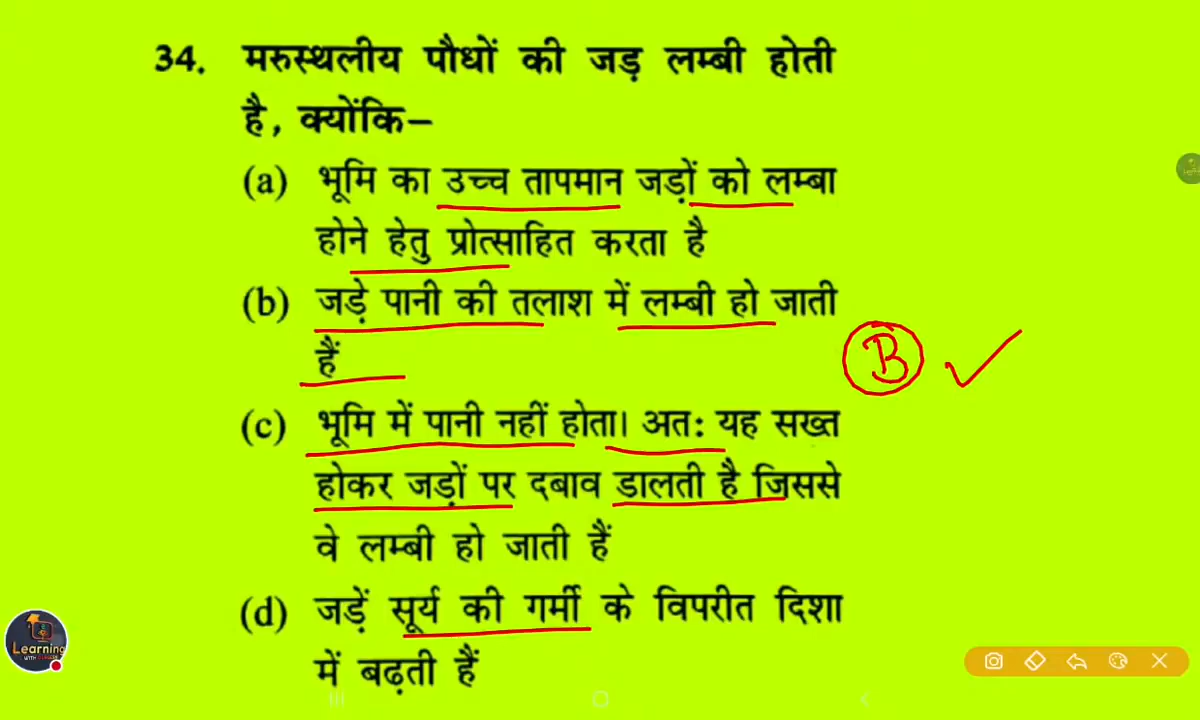 34. मरुस्थलीय पौधों की जड़ लम्बी होती
है, क्योंकि–
(a) भूमि का उच्च तापमान जड़ों को लम्बा
होने हेतु प्रोत्साहित करता है
(b) जड़े पानी की तलाश में लम्बी हो जाती
हैं
B
(c) भूमि में पानी नहीं होता। अतः यह सख्त
होकर जड़ों पर दबाव डालती है जिससे
वे लम्बी हो जाती हैं
(d) जड़ें सूर्य की गर्मी के विपरीत दिशा
में बढ़ती हैं
Learning